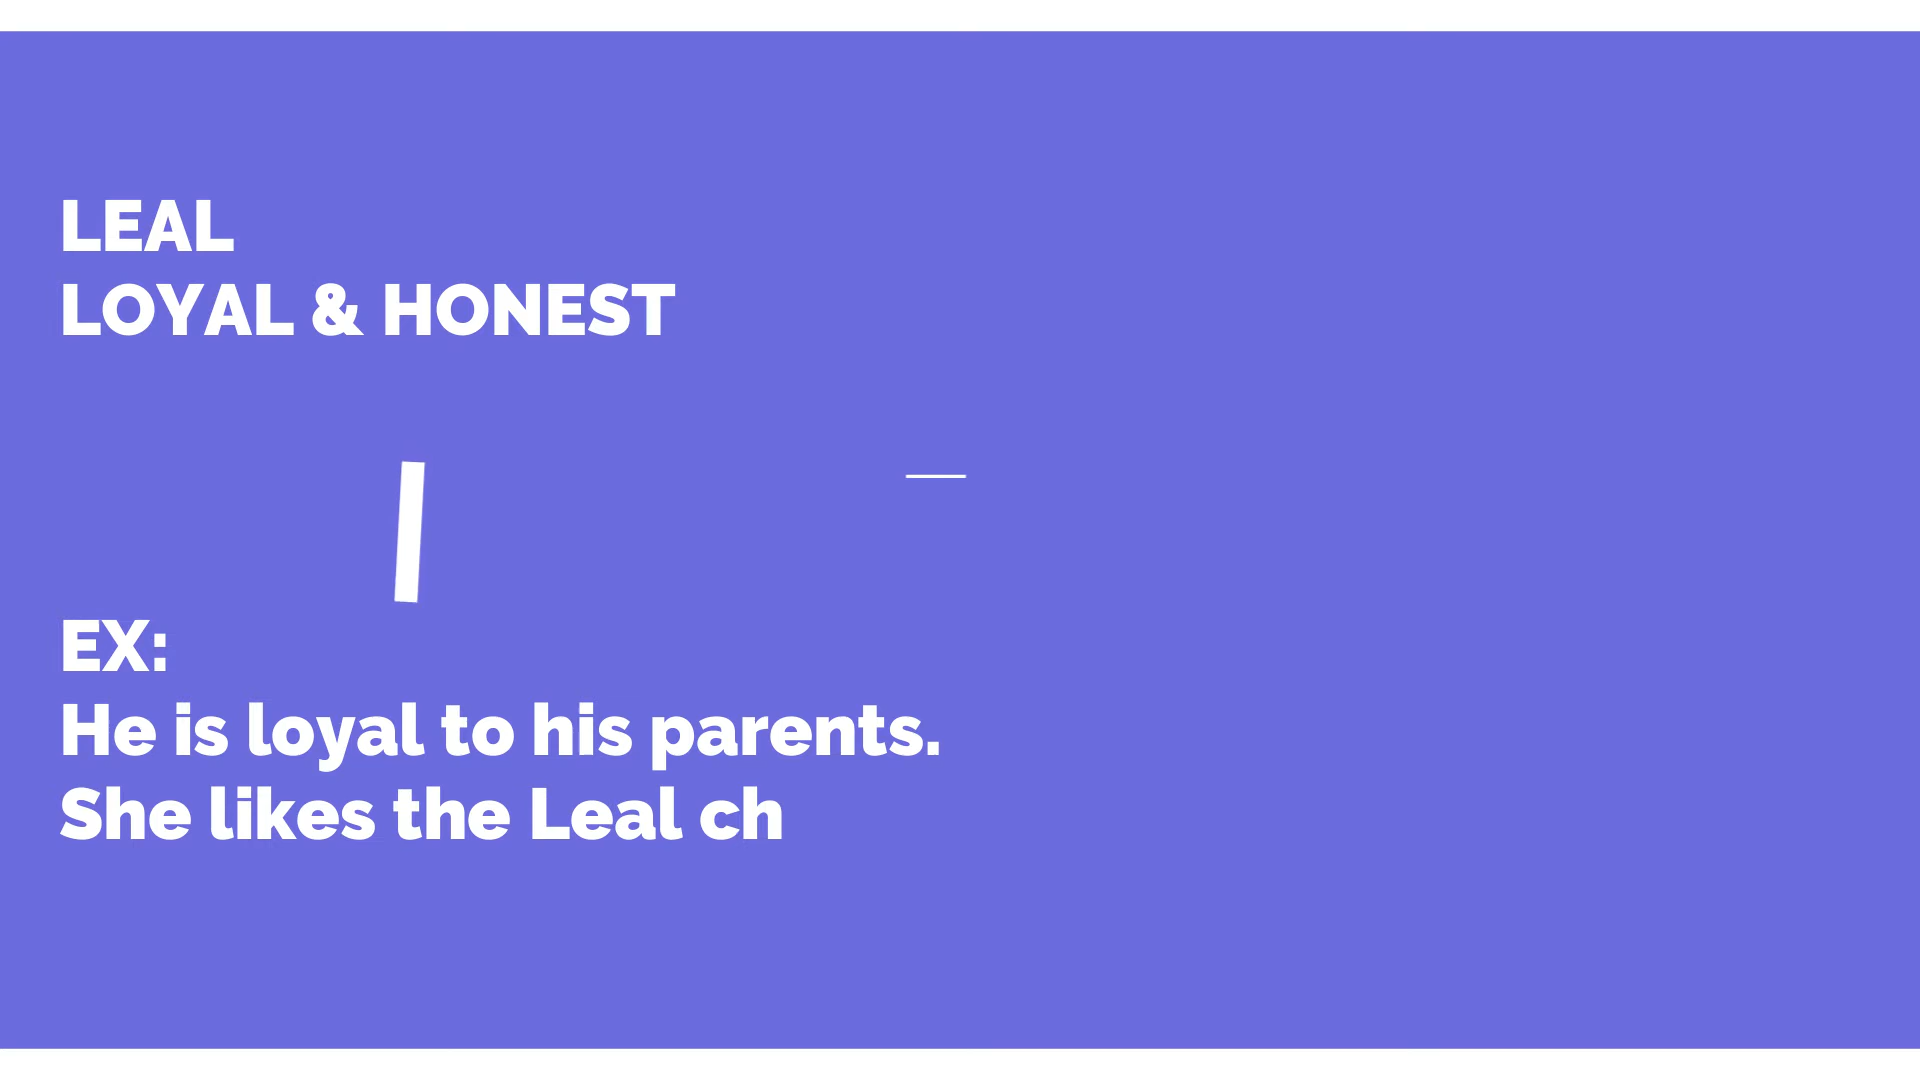 LEAL
LOYAL & HONEST
EX:
He is loyal to his parents.
She likes the Leal ch